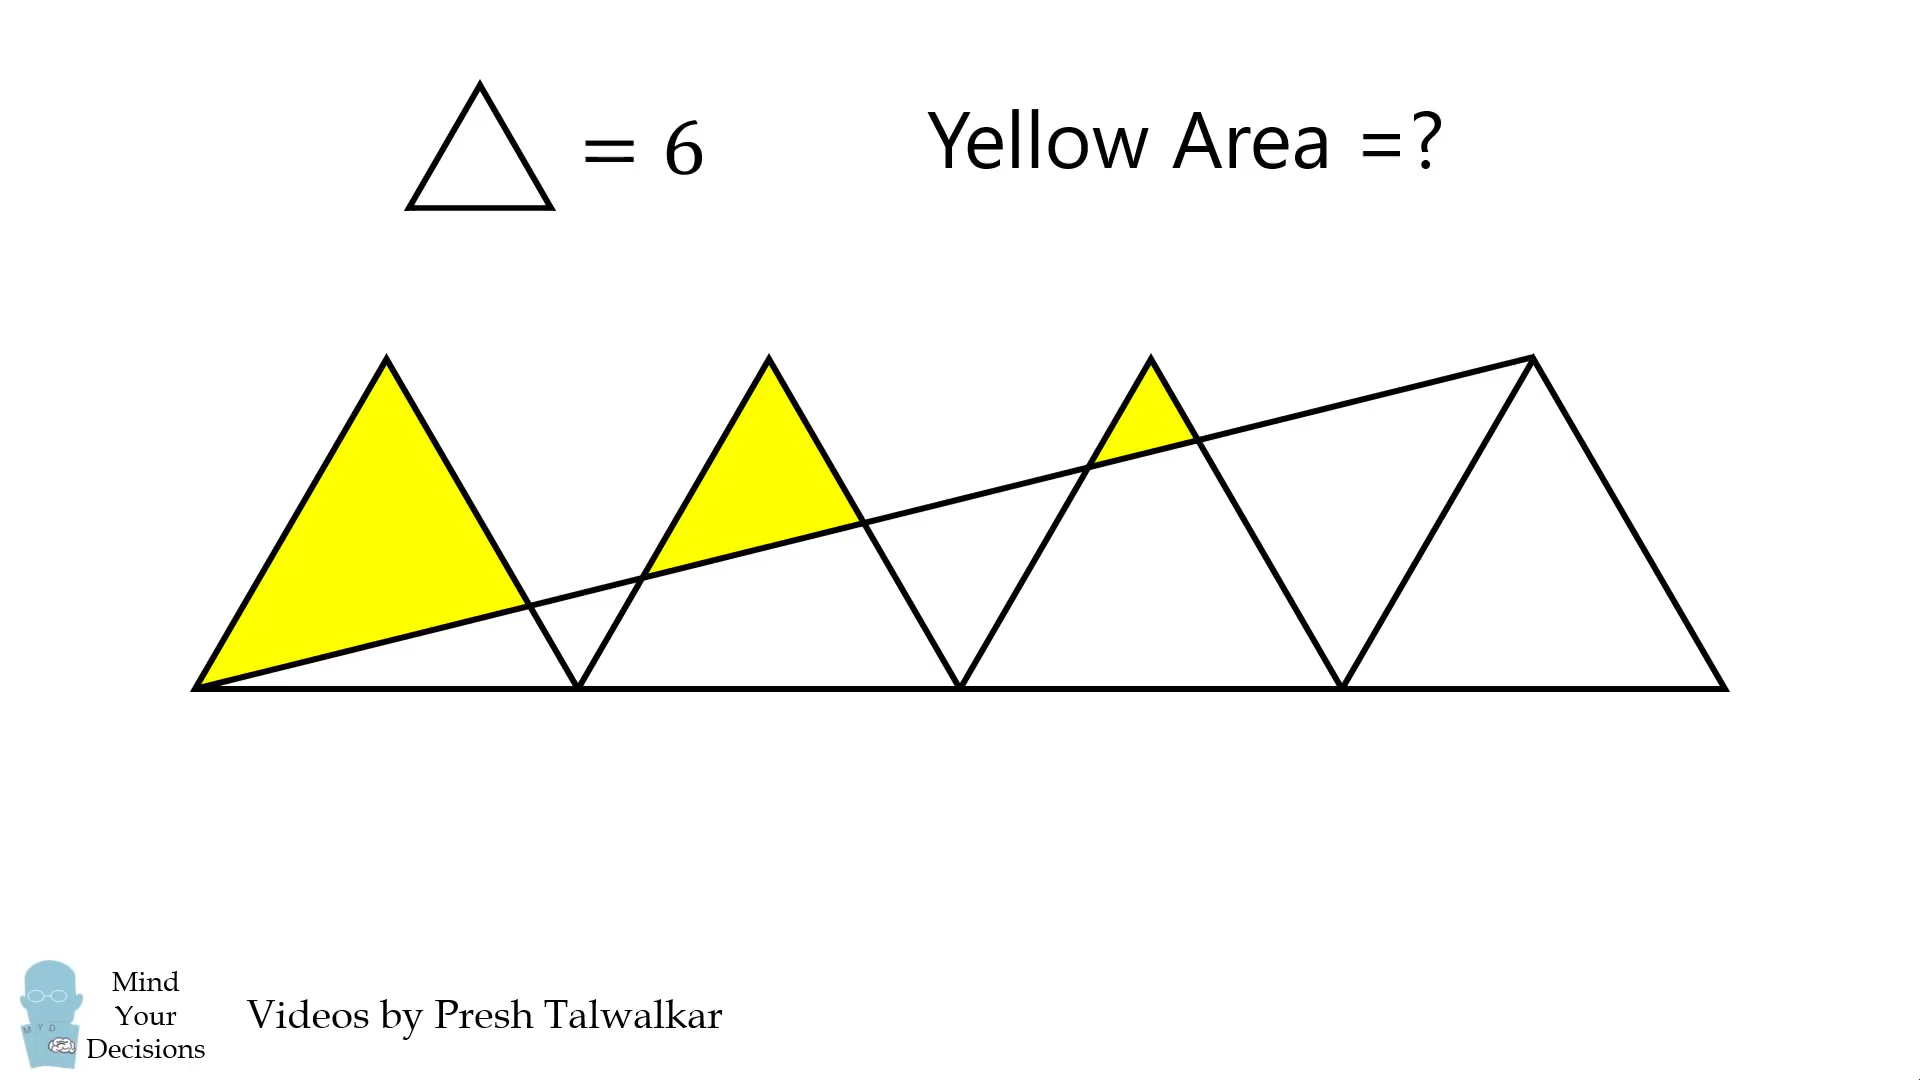 = 6
Yellow Area =?
M Y D
Mind
Your
Decisions
Videos by Presh Talwalkar